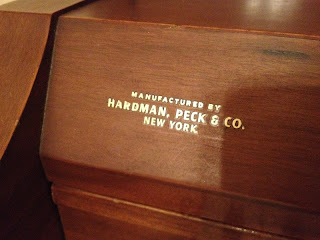 MANUFACTURED BY
HARDMAN, PECK & CO.
NEW YORK